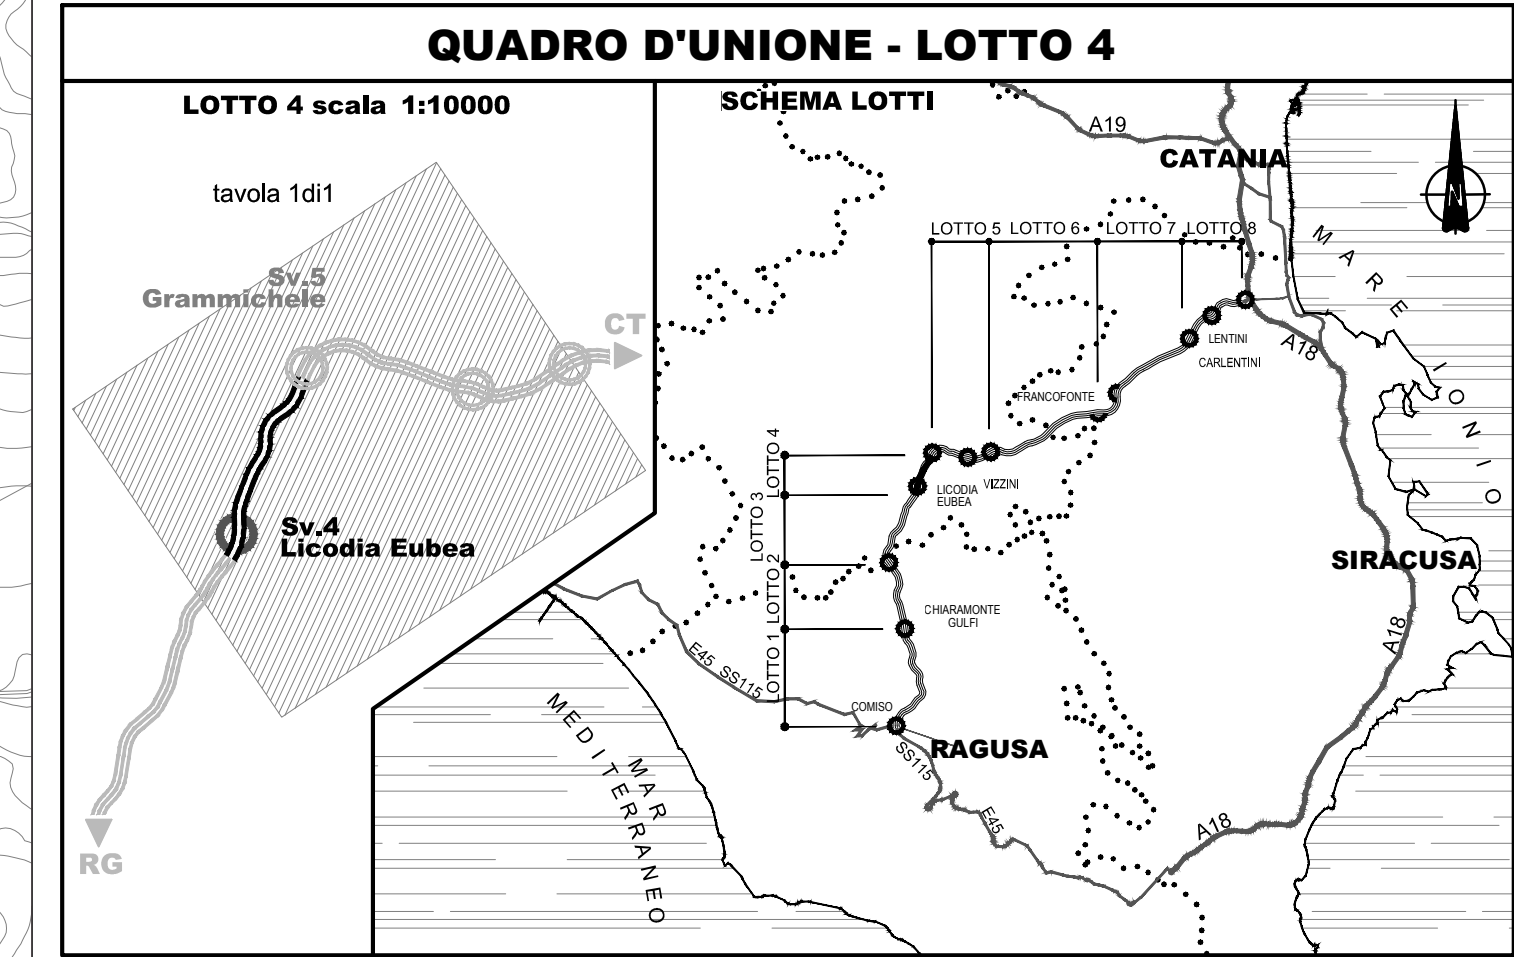 QUADRO D'UNIONE - LOTTO 4
LOTTO 4 scala 1:10000
tavola 1di1
Sv.5
Grammichele
CT
Sv.4
Licodia Eubea
RG
SCHEMA LOTTI
A19
CATANIA
N
LOTTO 5
LOTTO 6
LOTTO 7
LOTTO 8
MARE
IONIO
LENTINI
CARLENTINI
A18
FRANCOFONTE
LOTTO 4
LOTTO 3
LOTTO 2
LOTTO 1
LICODIA
EUBEA
VIZZINI
SIRACUSA
CHIARAMONTE
GULFI
A18
E45
SS115
COMISO
RAGUSA
SS115
E45
A18
MAR
MEDITERRANEO